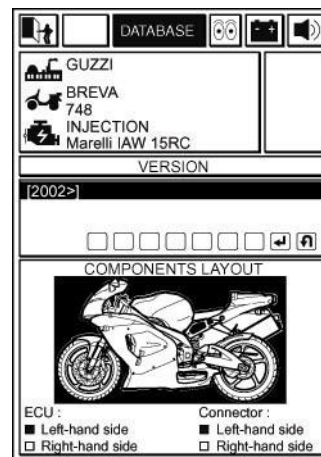 DATABASE
GUZZI
BREVA
748
INJECTION
Marelli IAW 15RC
VERSION
[2002>]
COMPONENTS LAYOUT
ECU :
Left-hand side
Right-hand side
Connector :
Left-hand side
Right-hand side